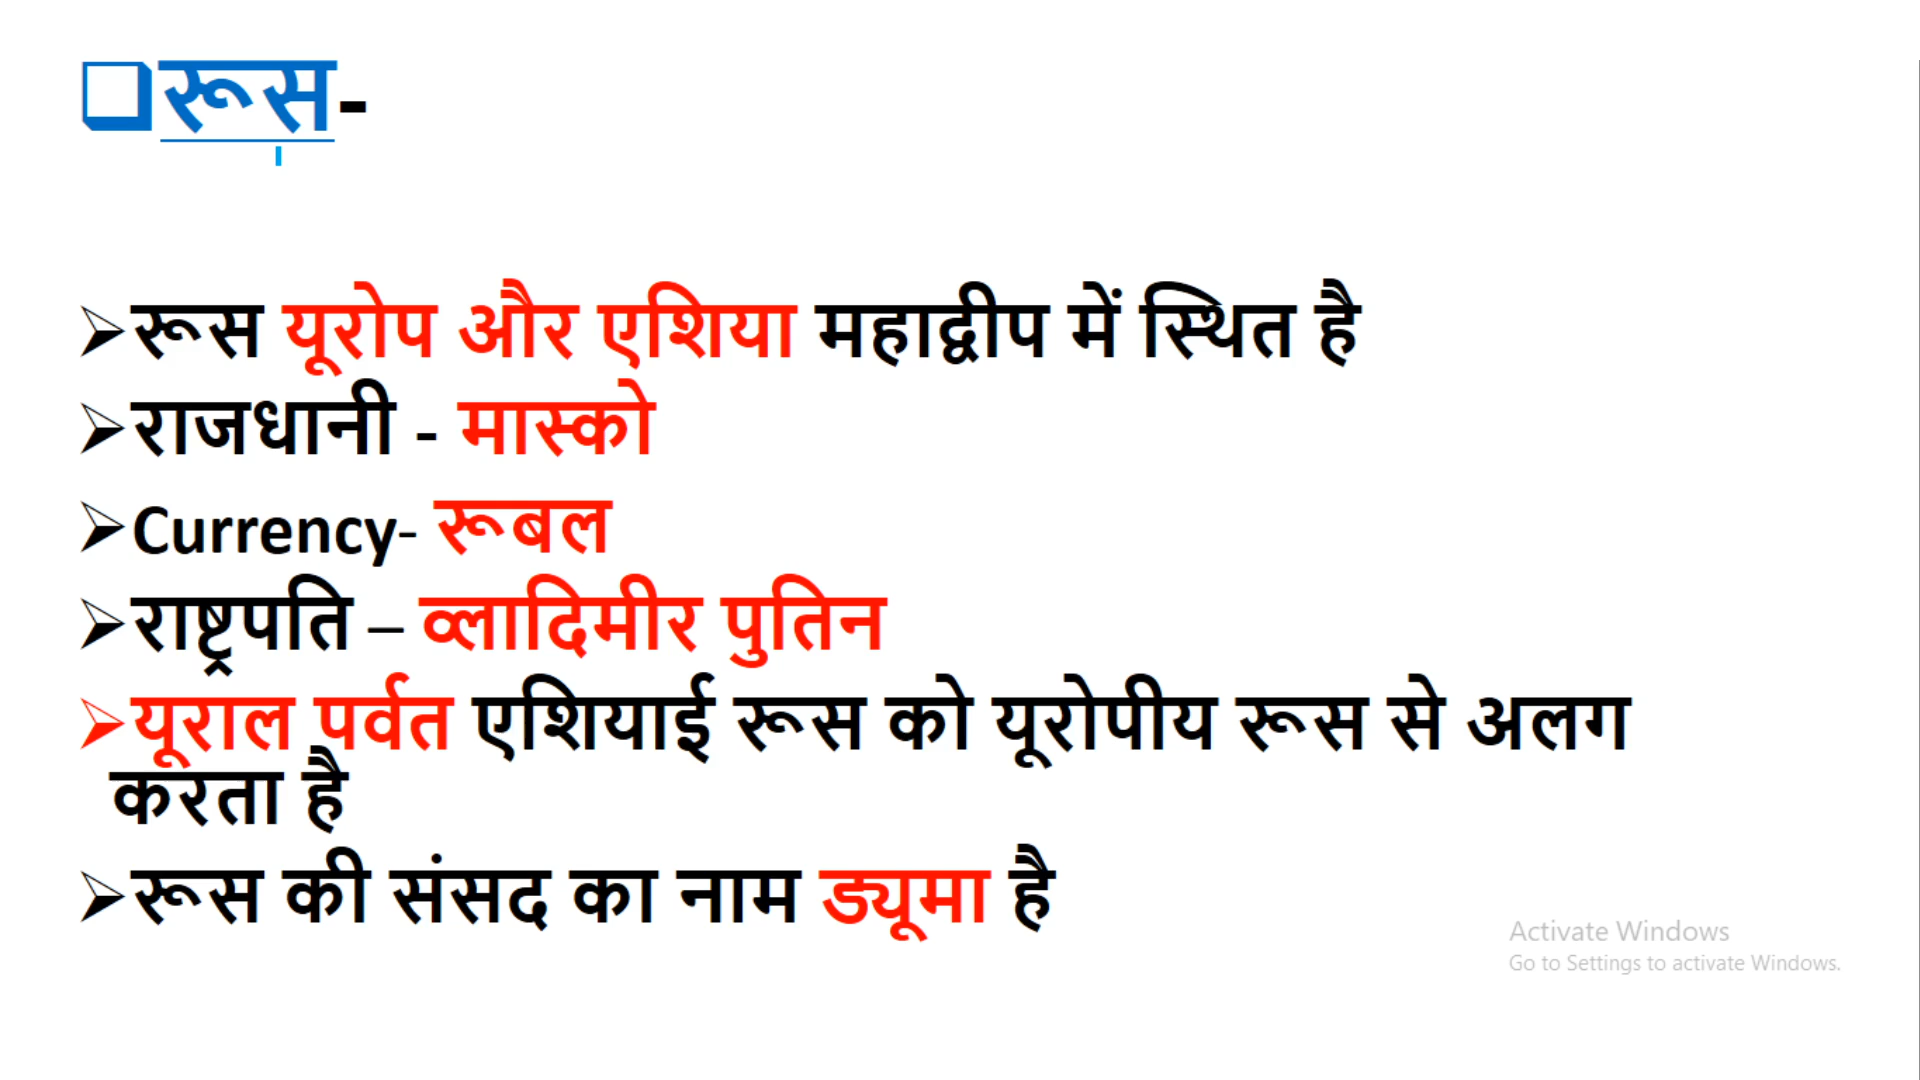 रूस-
रूस यूरोप और एशिया महाद्वीप में स्थित है
राजधानी - मास्को
Currency- रूबल
राष्ट्रपति – व्लादिमीर पुतिन
यूराल पर्वत एशियाई रूस को यूरोपीय रूस से अलग
करता है
रूस की संसद का नाम ड्यूमा है
Activate Windows
Go to Settings to activate Windows.